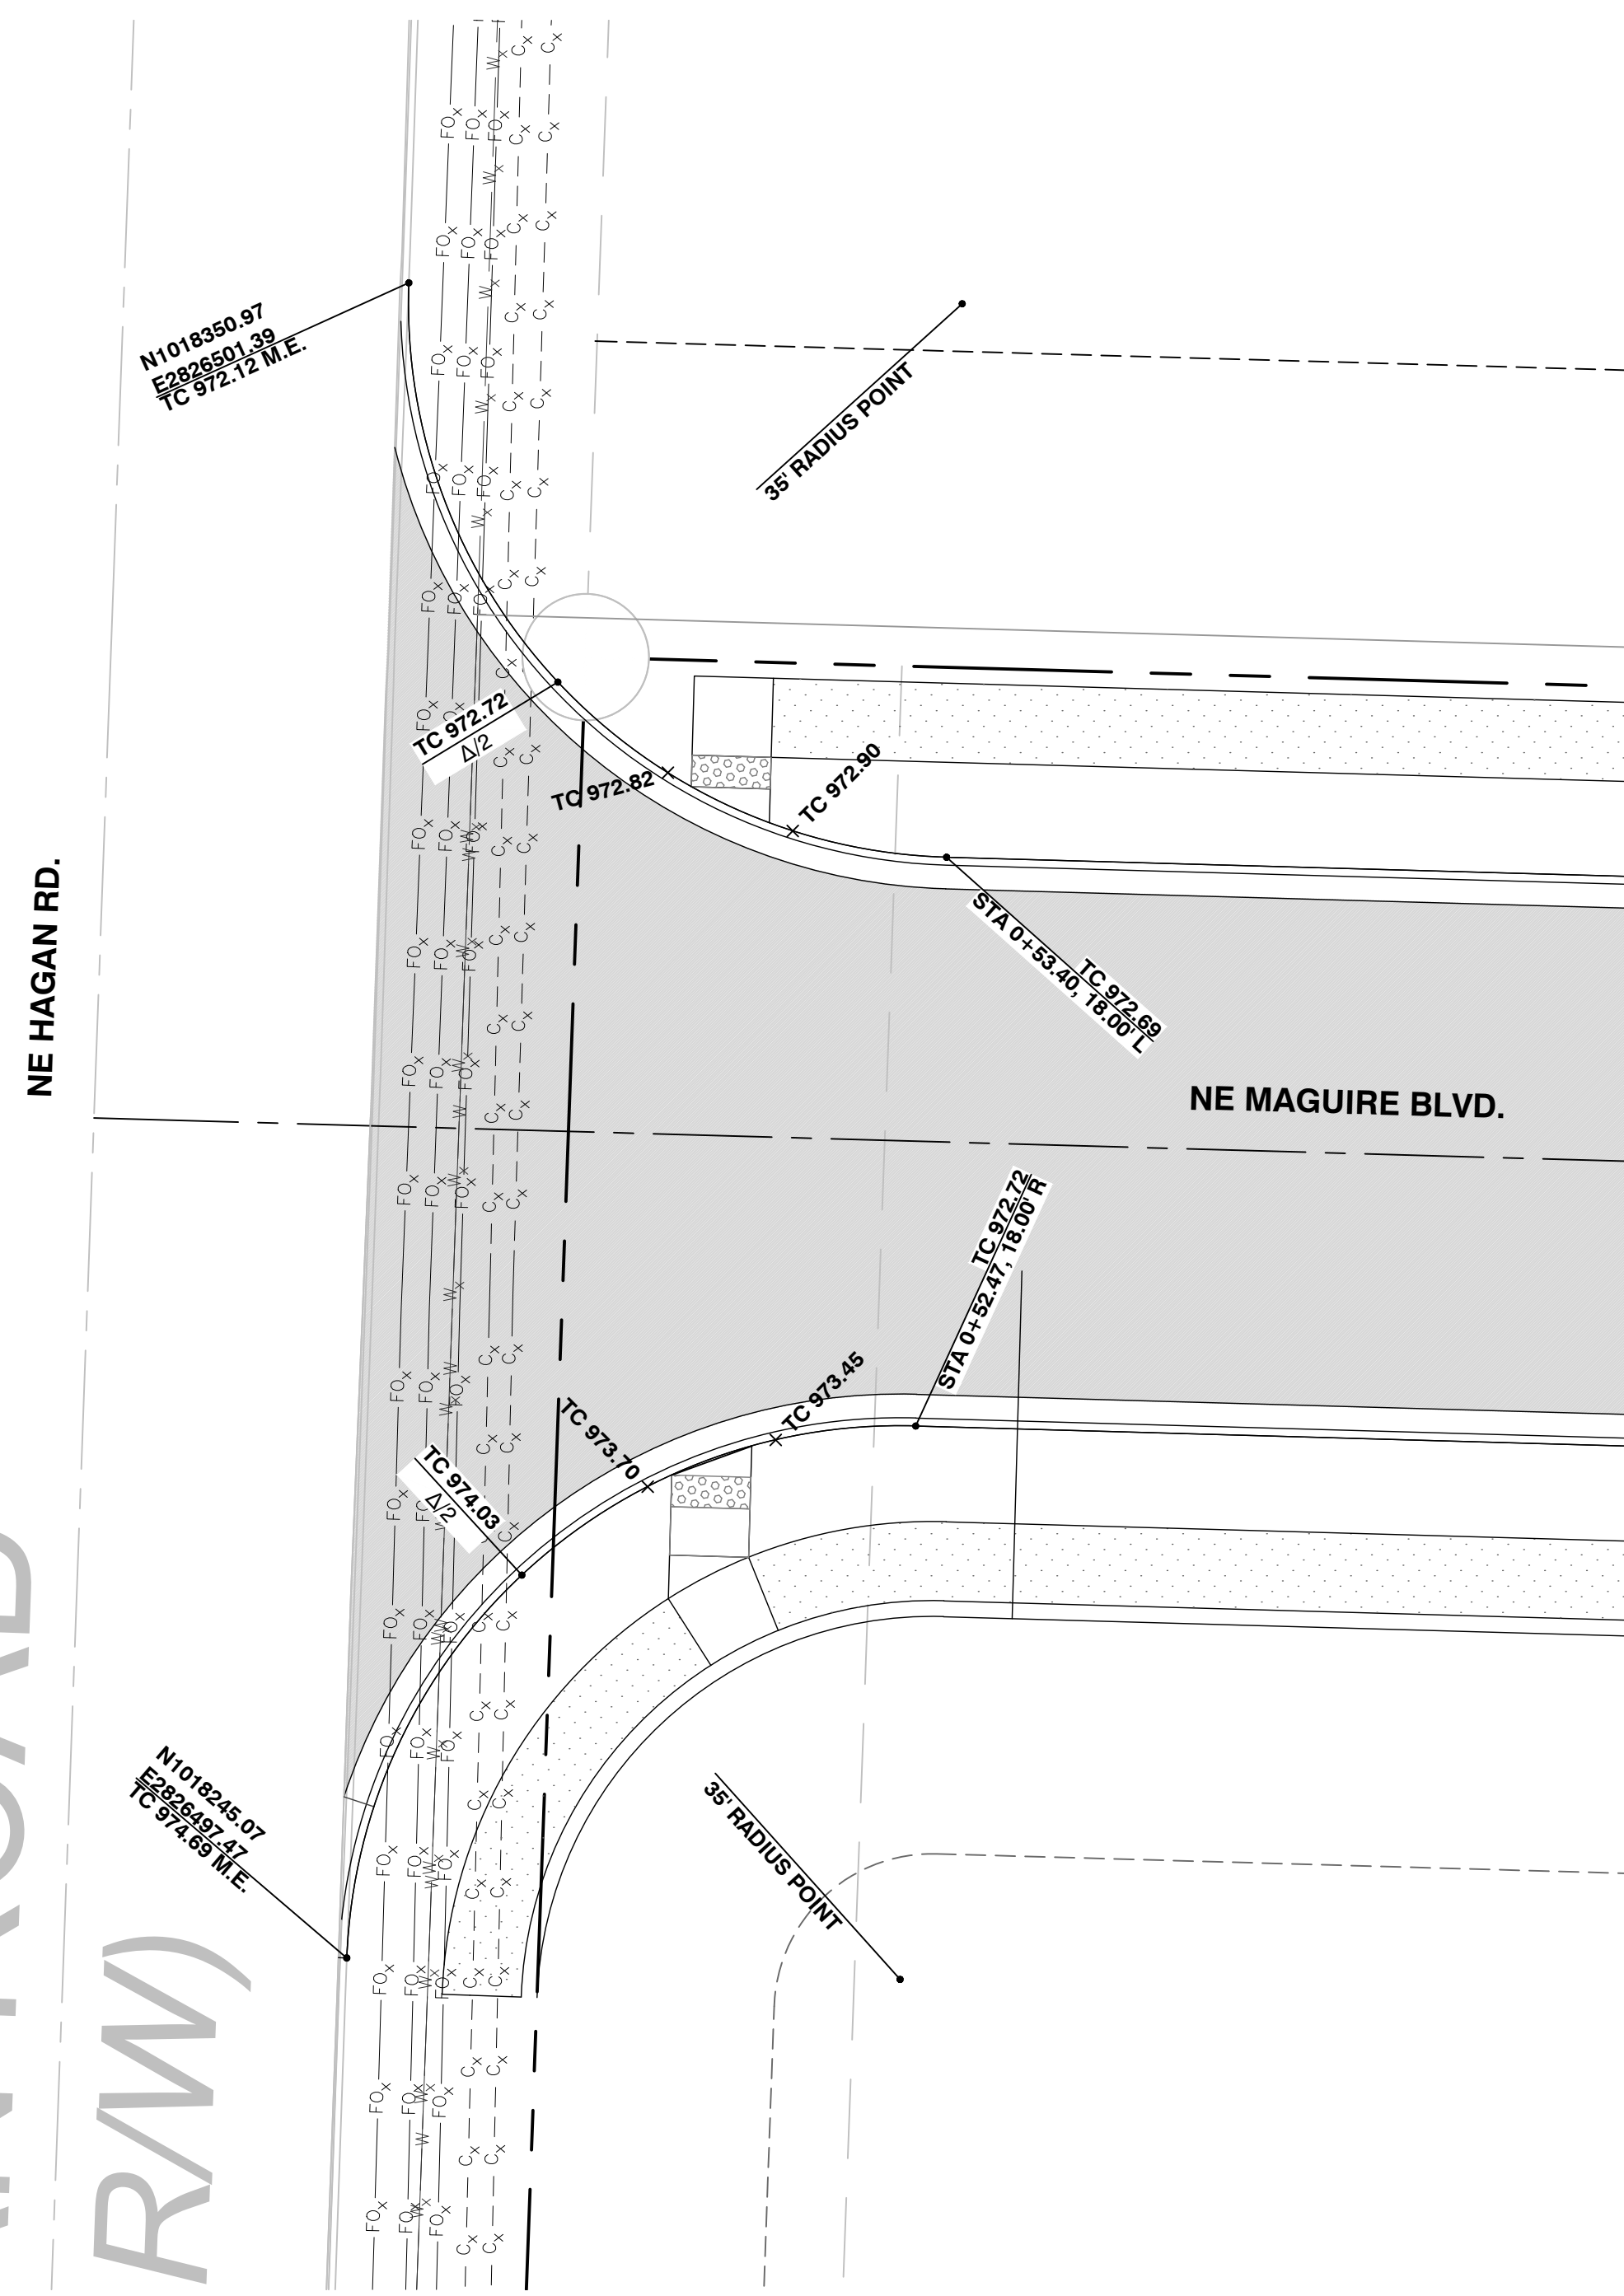 N1018350.97
E2826501.39
TC 972.12 M.E.
35' RADIUS POINT
TC 972.72
Δ/2
TC 972.82
TC 972.90
TC 972.69
STA 0+53.40, 18.00' L
NE HAGAN RD.
NE MAGUIRE BLVD.
TC 972.72
STA 0+52.47, 18.00' R
TC 973.45
TC 973.70
TC 974.03
Δ/2
N1018245.07
E2826497.47
TC 974.69 M.E.
35' RADIUS POINT
R/W)